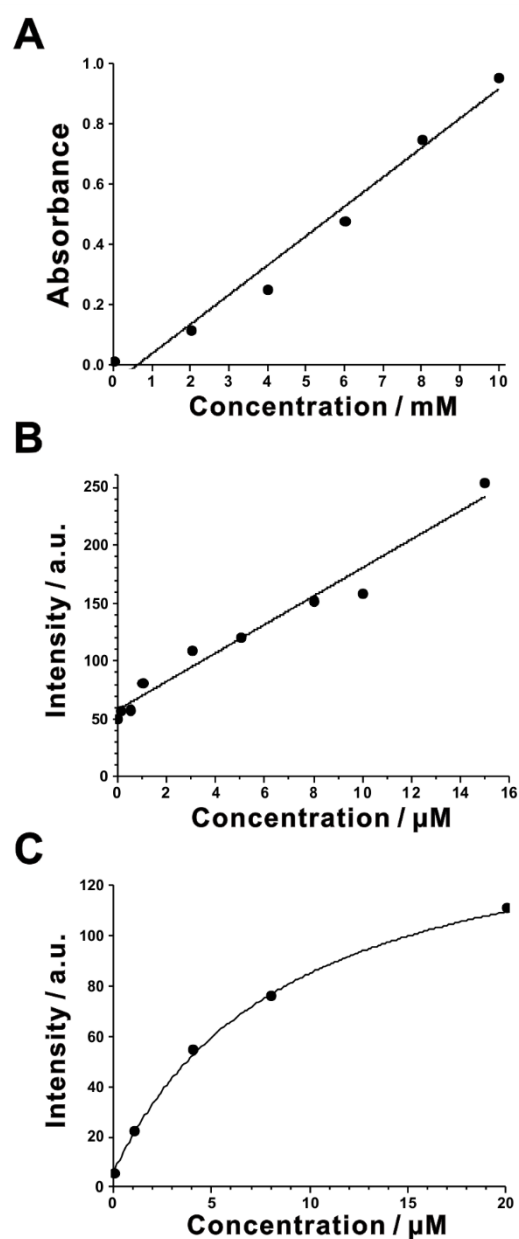 A
1.0
0.8
0.6
0.4
0.2
0.0
Absorbance
0 1 2 3 4 5 6 7 8 9 10
Concentration / mM
B
250
200
150
100
50
0
Intensity / a.u.
0 2 4 6 8 10 12 14 16
Concentration / µM
C
120
100
80
60
40
20
0
Intensity / a.u.
0 5 10 15 20
Concentration / µM